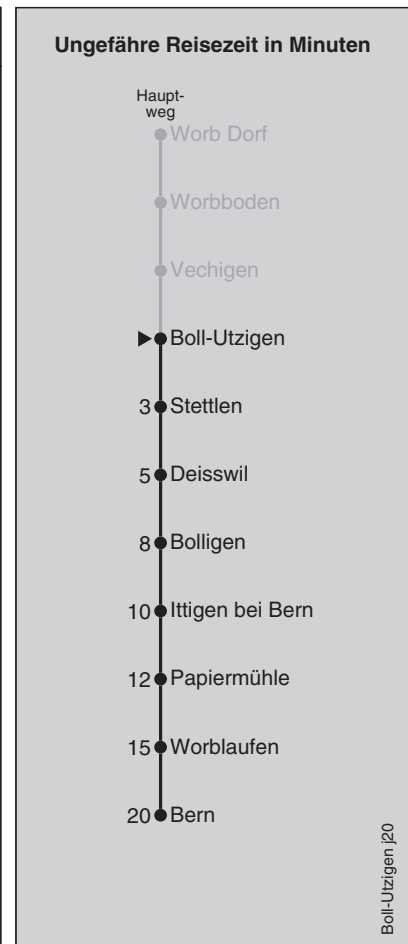 Ungefähre Reisezeit in Minuten
Haupt-
weg
Worb Dorf
Worbboden
Vechigen
Boll-Utzigen
3 Stettlen
5 Deisswil
8 Bolligen
10 Ittigen bei Bern
12 Papiermühle
15 Worblaufen
20 Bern
Boll-Utzigen j20